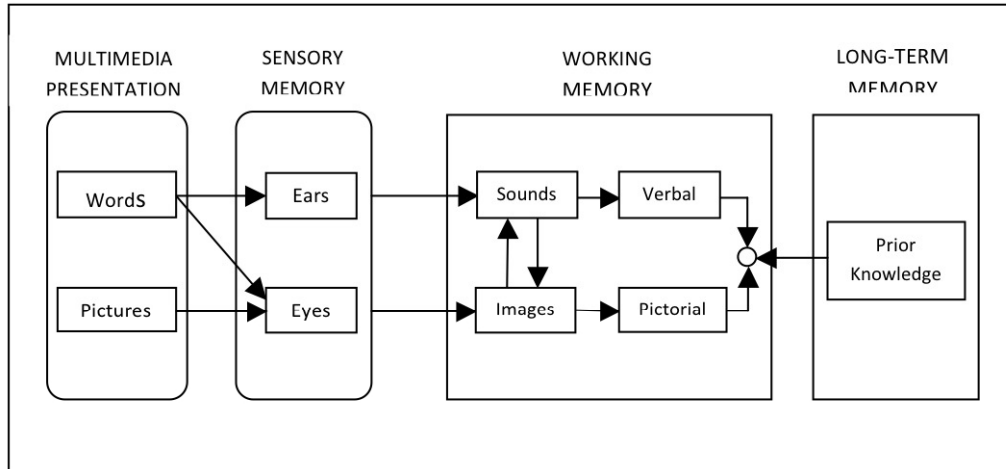 MULTIMEDIA
PRESENTATION
SENSORY
MEMORY
WORKING
MEMORY
LONG-TERM
MEMORY
Words
Ears
Sounds
Verbal
Prior
Knowledge
Pictures
Eyes
Images
Pictorial